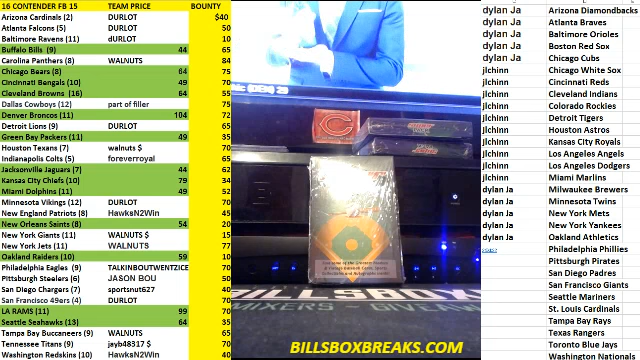 16 CONTENDER FB 15 TEAM PRICE BOUNTY
Arizona Cardinals (2) DURLOT $40
Atlanta Falcons (5) DURLOT 50
Baltimore Ravens (11) dURLOT 10
Buffalo Bills (9) 44 65
Carolina Panthers (8) WALNUTS 84
Chicago Bears (8) 64 75
Cincinnati Bengals (10) 49 70
Cleveland Browns (16) 64 55
Dallas Cowboys (12) part of filler 70
Denver Broncos (11) 104 72
Detroit Lions (9) DURLOT 65
Green Bay Packers (11) 49 35
Houston Texans (7) walnuts $ 70
Indianapolis Colts (5) foreverroyal 65
Jacksonville Jaguars (7) 44 62
Kansas City Chiefs (10) 79 34
Miami Dolphins (11) 49 52
Minnesota Vikings (12) DURLOT 70
New England Patriots (8) HawksN2Win 45
New Orleans Saints (8) 54 20
New York Giants (11) WALNUTS $ 15
New York Jets (11) WALNUTS 77
Oakland Raiders (10) 59 10
Philadelphia Eagles (9) TALKINBOUTWENTZICE 70
Pittsburgh Steelers (6) JASON BOU 50
San Diego Chargers (7) sportsnut627 40
San Francisco 49ers (4) DURLOT 70
LA RAMS (11) 99 70
Seattle Seahawks (13) 64 35
Tampa Bay Buccaneers (9) WALNUTS 65
Tennessee Titans (9) jayb48317 $ 70
Washington Redskins (10) HawksN2Win 40
BILLSBOX
MIXERS GIVEAW
BILLSBOXBREAKS.COM
dylan Ja Arizona Diamondbacks
dylan Ja Atlanta Braves
dylan Ja Baltimore Orioles
dylan Ja Boston Red Sox
dylan Ja Chicago Cubs
jlchinn Chicago White Sox
jlchinn Cincinnati Reds
jlchinn Cleveland Indians
jlchinn Colorado Rockies
jlchinn Detroit Tigers
jlchinn Houston Astros
jlchinn Kansas City Royals
jlchinn Los Angeles Angels
jlchinn Los Angeles Dodgers
jlchinn Miami Marlins
dylan Ja Milwaukee Brewers
dylan Ja Minnesota Twins
dylan Ja New York Mets
dylan Ja New York Yankees
dylan Ja Oakland Athletics
Philadelphia Phillies
Pittsburgh Pirates
San Diego Padres
San Francisco Giants
Seattle Mariners
St. Louis Cardinals
Tampa Bay Rays
Texas Rangers
Toronto Blue Jays
Washington Nationals